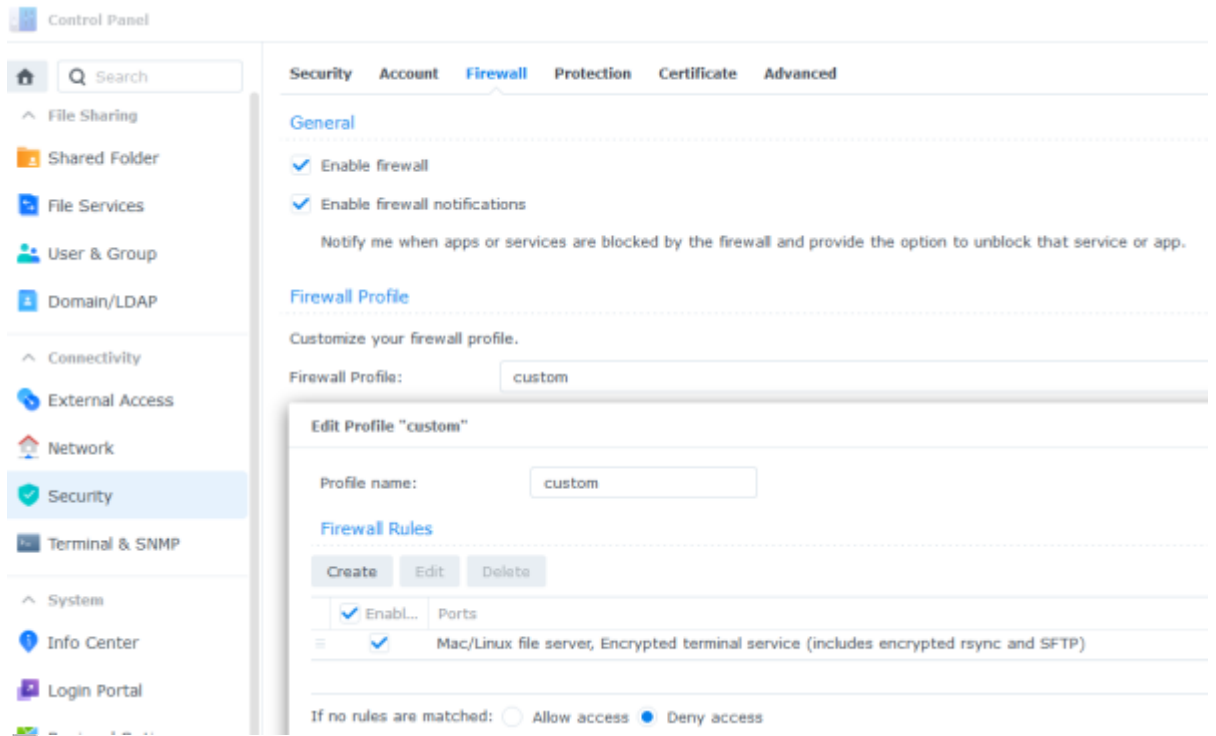 Control Panel
Search
File Sharing
Shared Folder
File Services
User & Group
Domain/LDAP
Connectivity
External Access
Network
Security
Terminal & SNMP
System
Info Center
Login Portal
Security Account Firewall Protection Certificate Advanced
General
Enable firewall
Enable firewall notifications
Notify me when apps or services are blocked by the firewall and provide the option to unblock that service or app.
Firewall Profile
Customize your firewall profile.
Firewall Profile: custom
Edit Profile "custom"
Profile name: custom
Firewall Rules
Create Edit Delete
Enabl... Ports
Mac/Linux file server, Encrypted terminal service (includes encrypted rsync and SFTP)
If no rules are matched: Allow access Deny access